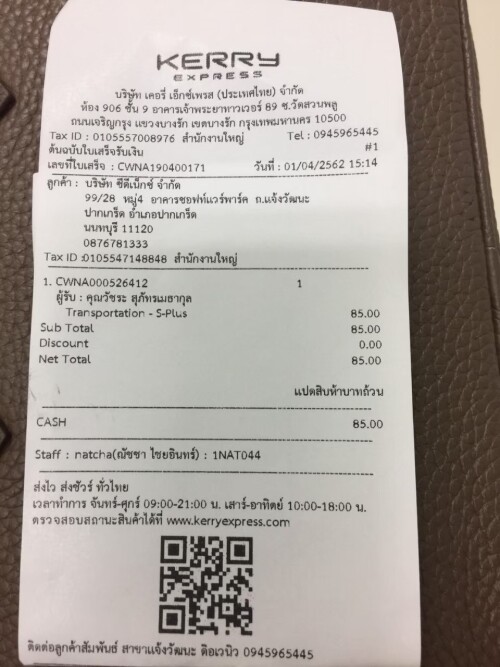 KERRY
EXPRESS
บริษัท เคอรี่ เอ็กซ์เพรส (ประเทศไทย) จำกัด
ห้อง 906 ชั้น 9 อาคารเจ้าพระยาทาวเวอร์ 89 ซ.วัดสวนพลู
ถนนเจริญกรุง แขวงบางรัก เขตบางรัก กรุงเทพมหานคร 10500
Tax ID : 0105557008976 สำนักงานใหญ่ Tel : 0945965445
ต้นฉบับใบเสร็จรับเงิน #1
เลขที่ใบเสร็จ : CWNA190400171 วันที่ : 01/04/2562 15:14
ลูกค้า : บริษัท ซีดีเน็กซ์ จำกัด
99/28 หมู่4 อาคารซอฟท์แวร์พาร์ค ถ.แจ้งวัฒนะ
ปากเกร็ด อำเภอปากเกร็ด
นนทบุรี 11120
0876781333
Tax ID :0105547148848 สำนักงานใหญ่
1. CWNA000526412 1
ผู้รับ : คุณวัชระ สุภัทรเมธากุล
Transportation - S-Plus 85.00
Sub Total 85.00
Discount 0.00
Net Total 85.00
แปดสิบห้าบาทถ้วน
CASH 85.00
Staff : natcha(ณัชชา ไชยอินทร์) : 1NAT044
ส่งไว ส่งชัวร์ ทั่วไทย
เวลาทำการ จันทร์-ศุกร์ 09:00-21:00 น. เสาร์-อาทิตย์ 10:00-18:00 น.
ตรวจสอบสถานะสินค้าได้ที่ www.kerryexpress.com
ติดต่อลูกค้าสัมพันธ์ สาขาแจ้งวัฒนะ ดิอเวนิว 0945965445